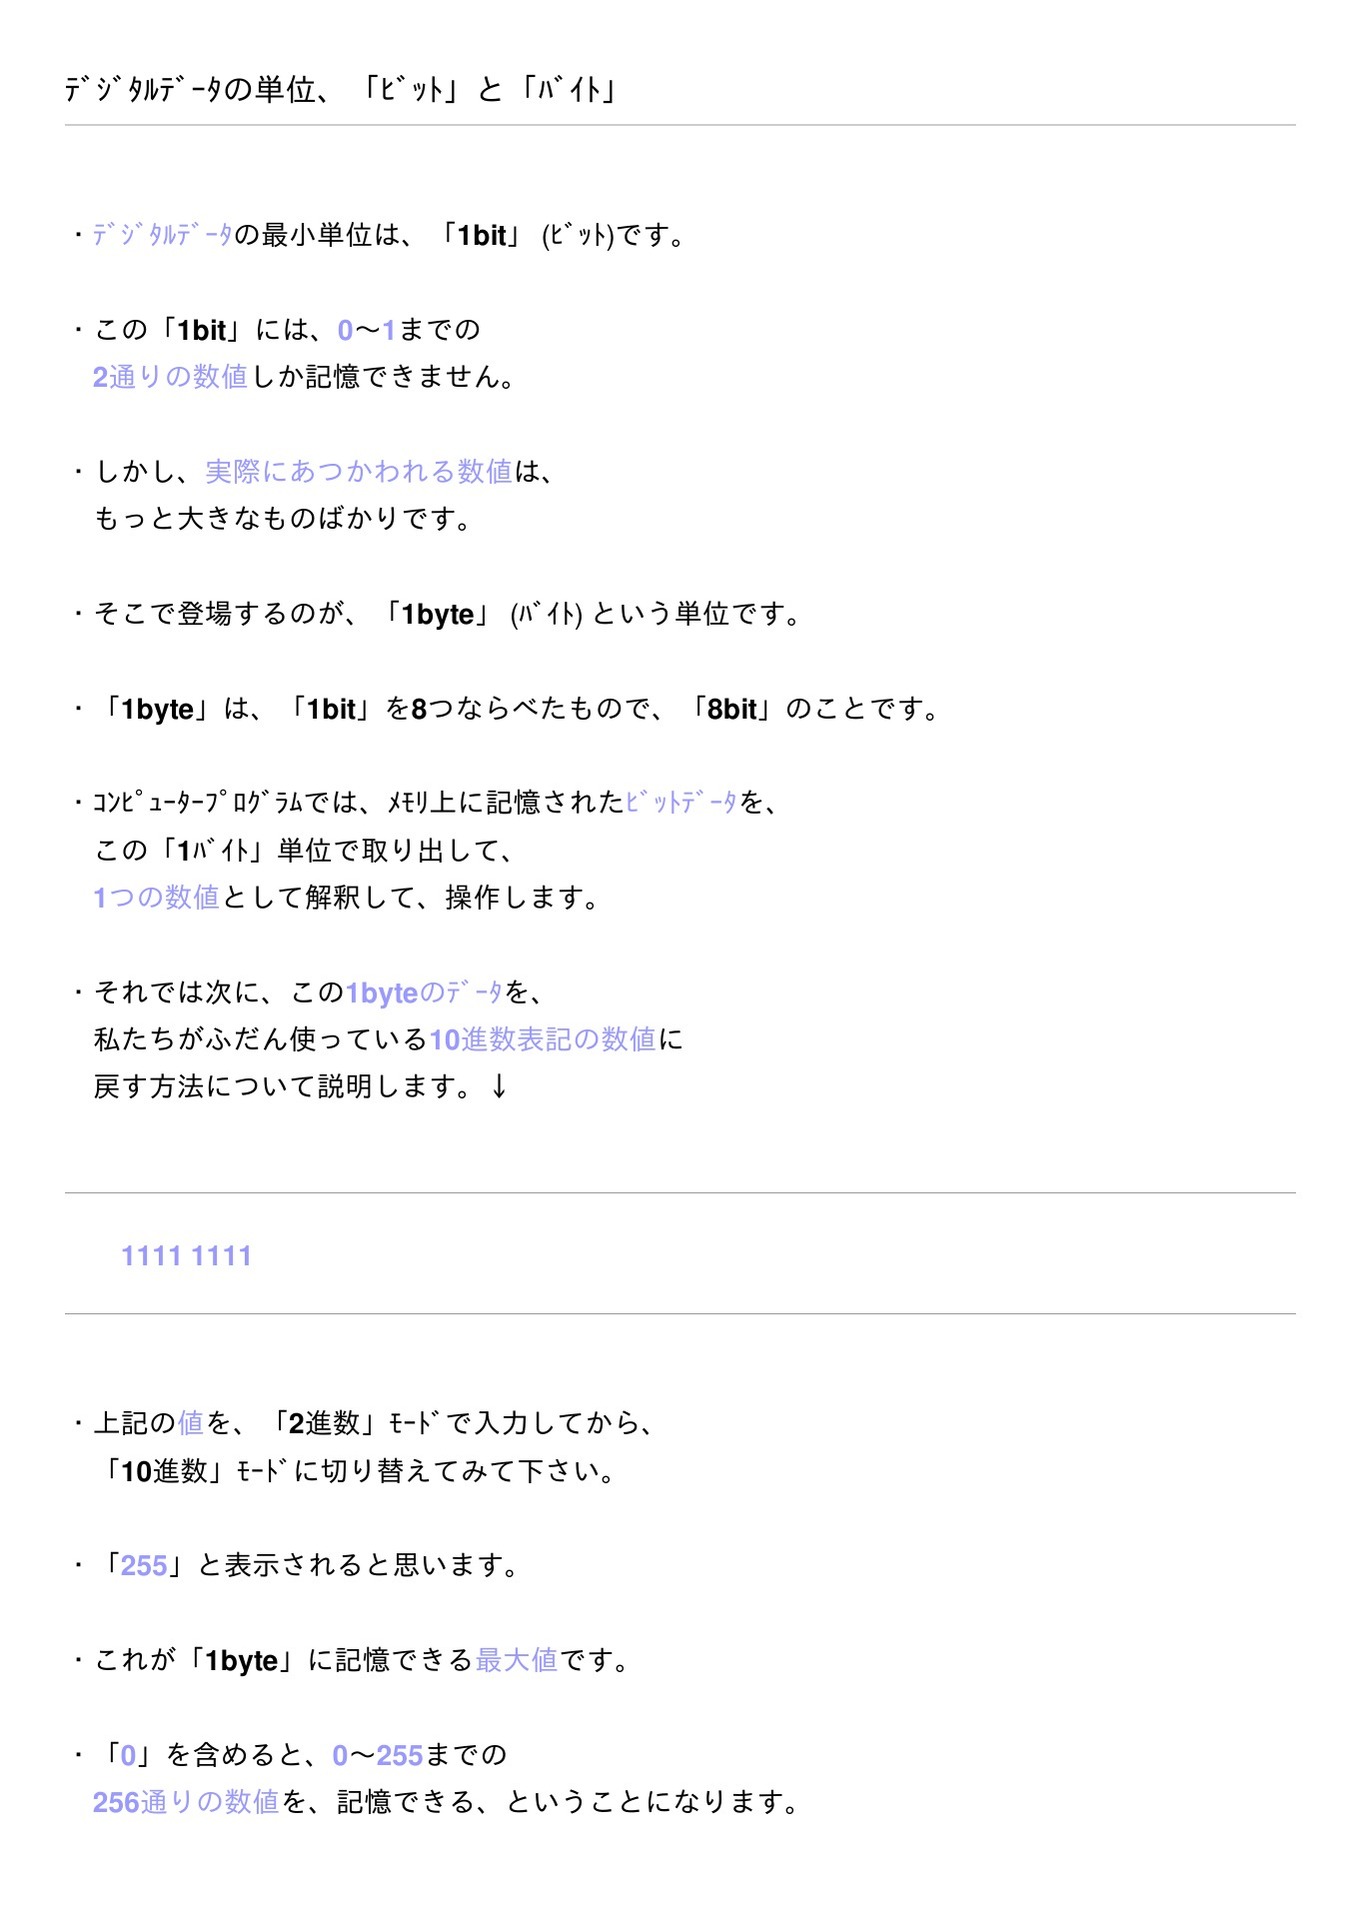 ﾃﾞｼﾞﾀﾙﾃﾞｰﾀの単位、「ﾋﾞｯﾄ」と「ﾊﾞｲﾄ」
・ﾃﾞｼﾞﾀﾙﾃﾞｰﾀの最小単位は、「1bit」 (ﾋﾞｯﾄ)です。
・この「1bit」には、0～1までの
2通りの数値しか記憶できません。
・しかし、実際にあつかわれる数値は、
もっと大きなものばかりです。
・そこで登場するのが、「1byte」 (ﾊﾞｲﾄ) という単位です。
・「1byte」は、「1bit」を8つならべたもので、「8bit」のことです。
・ｺﾝﾋﾟｭｰﾀｰﾌﾟﾛｸﾞﾗﾑでは、ﾒﾓﾘ上に記憶されたﾋﾞｯﾄﾃﾞｰﾀを、
この「1ﾊﾞｲﾄ」単位で取り出して、
1つの数値として解釈して、操作します。
・それでは次に、この1byteのﾃﾞｰﾀを、
私たちがふだん使っている10進数表記の数値に
戻す方法について説明します。↓
1111 1111
・上記の値を、「2進数」ﾓｰﾄﾞで入力してから、
「10進数」ﾓｰﾄﾞに切り替えてみて下さい。
・「255」と表示されると思います。
・これが「1byte」に記憶できる最大値です。
・「0」を含めると、0～255までの
256通りの数値を、記憶できる、ということになります。